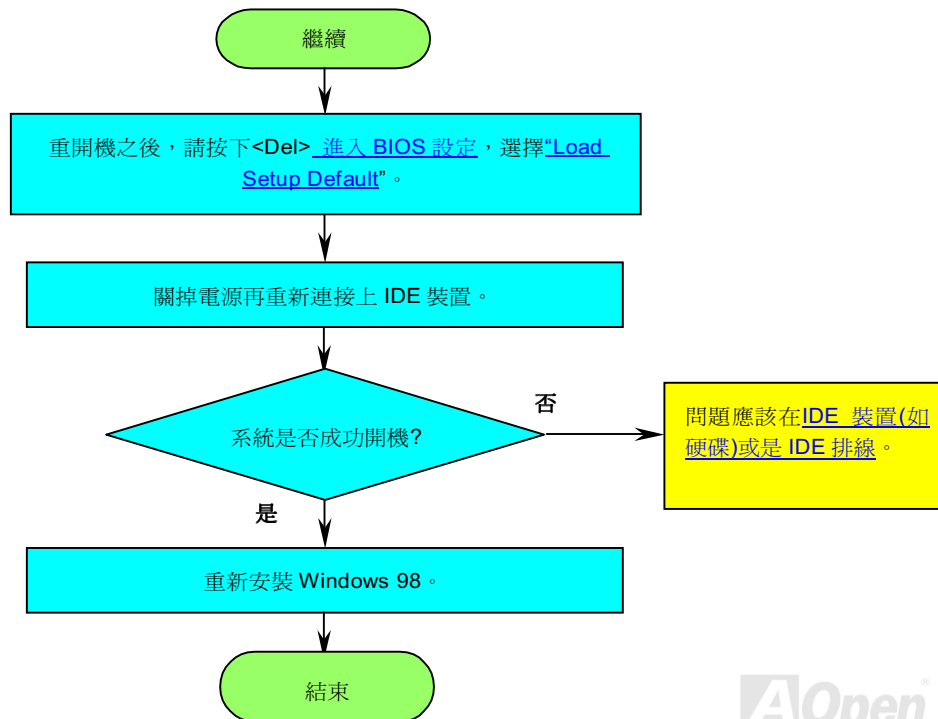 繼續
重開機之後，請按下<Del> 進入 BIOS 設定，選擇“Load
Setup Default”。
關掉電源再重新連接上 IDE 裝置。
系統是否成功開機?
否
問題應該在IDE 裝置(如
硬碟)或是 IDE 排線。
是
重新安裝 Windows 98。
結束
AOpen®